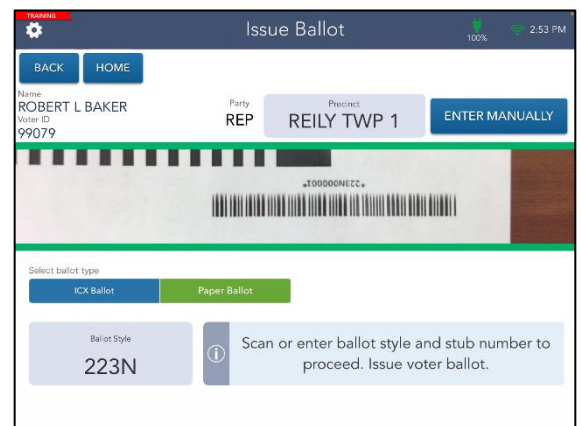 TRAINING
Issue Ballot
100%
2:53 PM
BACK HOME
Name
ROBERT L BAKER
Voter ID
99079
Party
REP
Precinct
REILY TWP 1
ENTER MANUALLY
*223N000001*
Select ballot type
ICX Ballot Paper Ballot
Ballot Style
223N
Scan or enter ballot style and stub number to
proceed. Issue voter ballot.